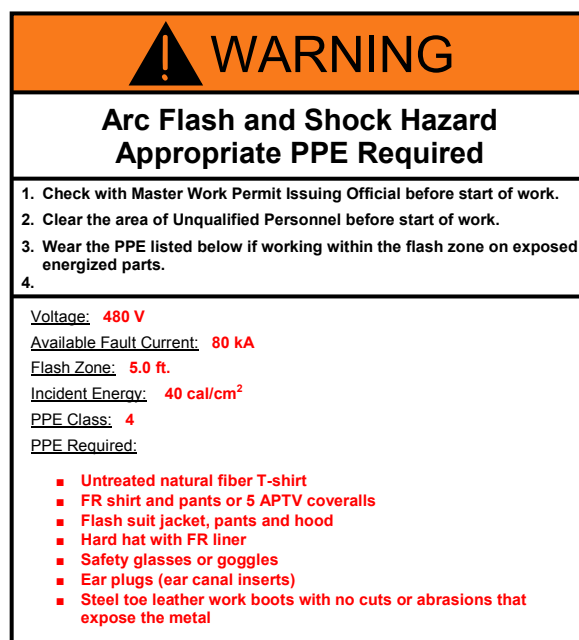 WARNING
Arc Flash and Shock Hazard
Appropriate PPE Required
1. Check with Master Work Permit Issuing Official before start of work.
2. Clear the area of Unqualified Personnel before start of work.
3. Wear the PPE listed below if working within the flash zone on exposed
energized parts.
4.
Voltage: 480 V
Available Fault Current: 80 kA
Flash Zone: 5.0 ft.
Incident Energy: 40 cal/cm²
PPE Class: 4
PPE Required:
■ Untreated natural fiber T-shirt
■ FR shirt and pants or 5 APTV coveralls
■ Flash suit jacket, pants and hood
■ Hard hat with FR liner
■ Safety glasses or goggles
■ Ear plugs (ear canal inserts)
■ Steel toe leather work boots with no cuts or abrasions that
expose the metal